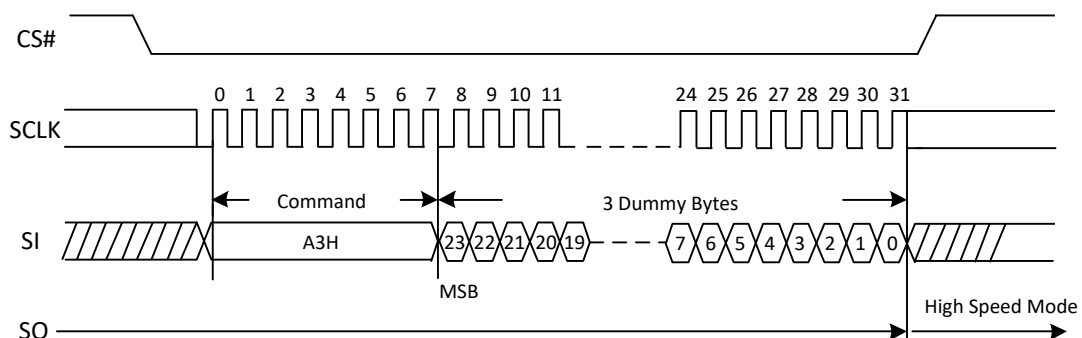 CS#
0 1 2 3 4 5 6 7 8 9 10 11 24 25 26 27 28 29 30 31
SCLK
Command 3 Dummy Bytes
SI A3H 23 22 21 20 19 7 6 5 4 3 2 1 0
MSB
High Speed Mode
SO